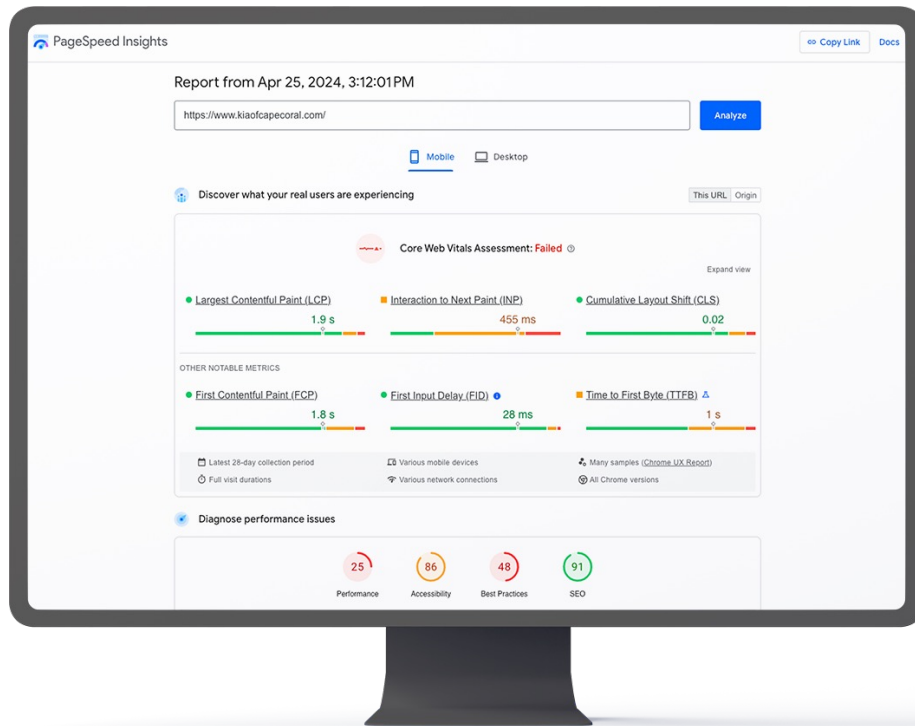 PageSpeed Insights
Copy Link Docs
Report from Apr 25, 2024, 3:12:01 PM
https://www.kiaofcapecoral.com/
Analyze
Mobile Desktop
Discover what your real users are experiencing
This URL Origin
Core Web Vitals Assessment: Failed
Expand view
Largest Contentful Paint (LCP)
1.9 s
Interaction to Next Paint (INP)
455 ms
Cumulative Layout Shift (CLS)
0.02
OTHER NOTABLE METRICS
First Contentful Paint (FCP)
1.8 s
First Input Delay (FID)
28 ms
Time to First Byte (TTFB)
1 s
Latest 28-day collection period
Various mobile devices
Many samples (Chrome UX Report)
Full visit durations
Various network connections
All Chrome versions
Diagnose performance issues
25
Performance
86
Accessibility
48
Best Practices
91
SEO